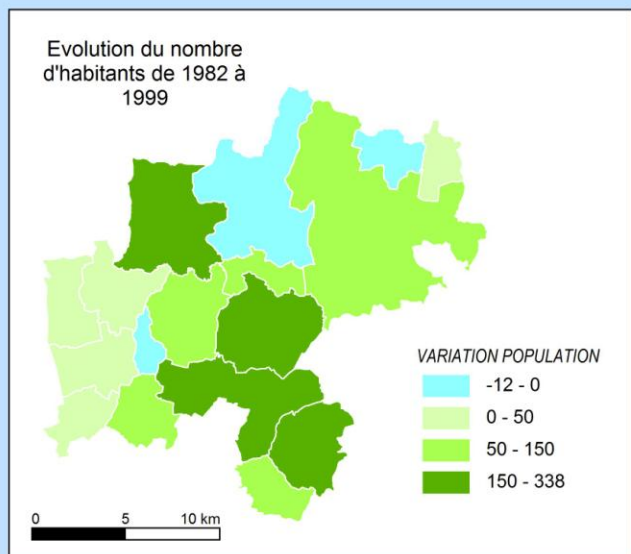 Evolution du nombre
d'habitants de 1982 à
1999
VARIATION POPULATION
-12 - 0
0 - 50
50 - 150
150 - 338
0 5 10 km